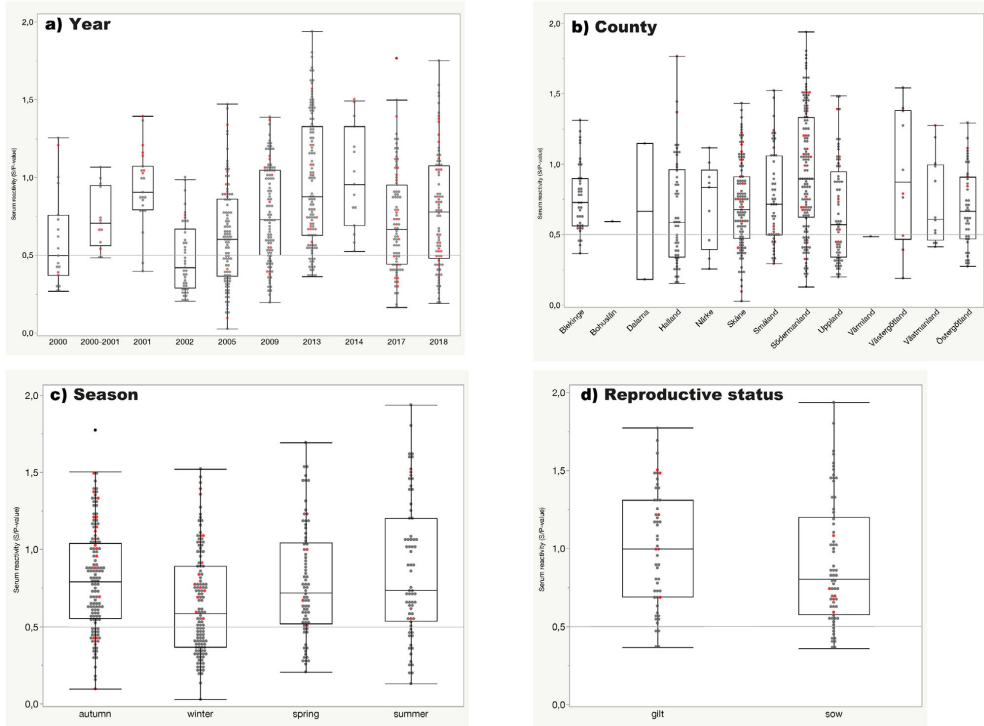 a) Year
2,0
1,5
1,0
0,5
0,0
Serum reactivity (S/P-value)
2000 2000-2001 2001 2002 2005 2009 2013 2014 2017 2018
b) County
2,0
1,5
1,0
0,5
0,0
Serum reactivity (S/P-value)
Blekinge Bohuslän Dalarna Halland Närke Skåne Småland Södermanland Uppland Värmland Västergötland Västmanland Östergötland
c) Season
2,0
1,5
1,0
0,5
0,0
Serum reactivity (S/P-value)
autumn winter spring summer
d) Reproductive status
2,0
1,5
1,0
0,5
0,0
Serum reactivity (S/P-value)
gilt sow